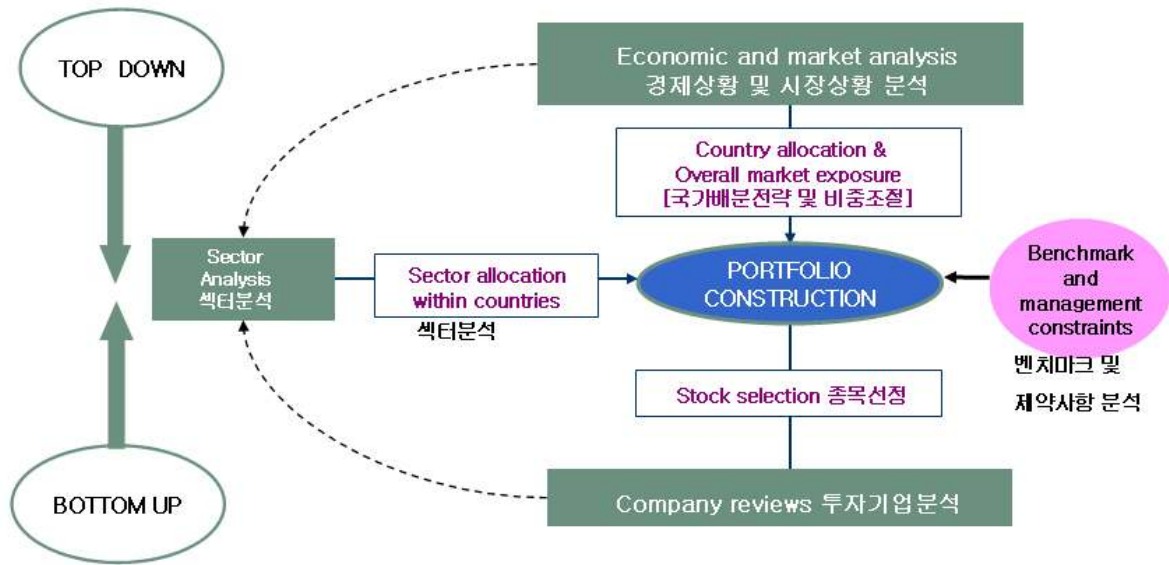 TOP DOWN
Economic and market analysis
경제상황 및 시장상황 분석
Country allocation &
Overall market exposure
[국가배분전략 및 비중조절]
Sector
Analysis
섹터분석
Sector allocation
within countries
섹터분석
PORTFOLIO
CONSTRUCTION
Benchmark
and
management
constraints
벤치마크 및
제약사항 분석
Stock selection 종목선정
BOTTOM UP
Company reviews 투자기업분석